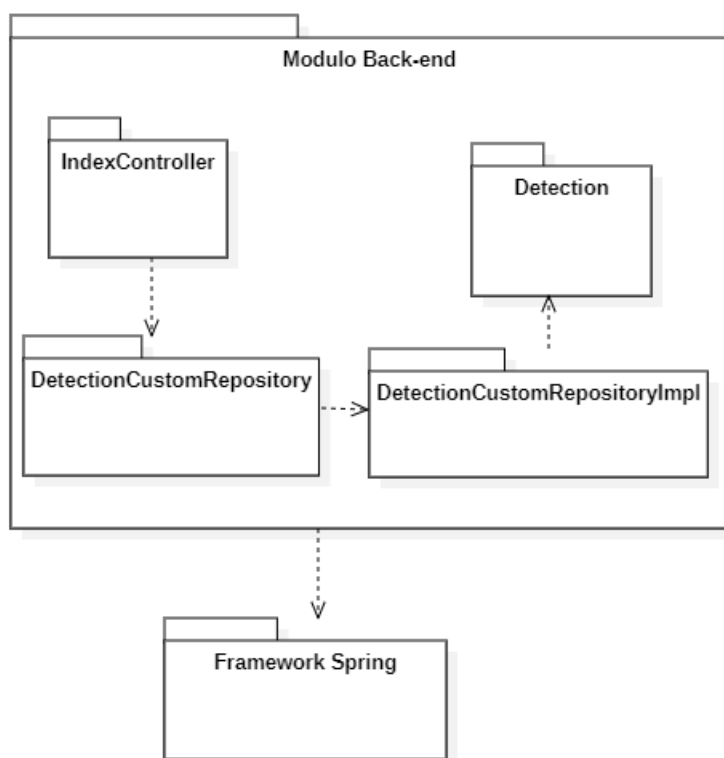 Modulo Back-end
IndexController
Detection
DetectionCustomRepository
DetectionCustomRepositoryImpl
Framework Spring